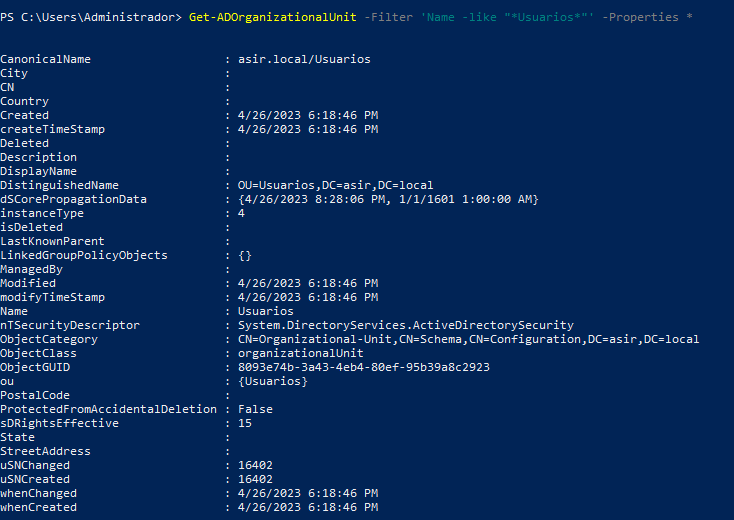 PS C:\Users\Administrador> Get-ADOrganizationalUnit -Filter 'Name -like "*Usuarios*"' -Properties *
CanonicalName : asir.local/Usuarios
City :
CN :
Country :
Created : 4/26/2023 6:18:46 PM
createTimeStamp : 4/26/2023 6:18:46 PM
Deleted :
Description :
DisplayName :
DistinguishedName : OU=Usuarios,DC=asir,DC=local
dSCorePropagationData : {4/26/2023 8:28:06 PM, 1/1/1601 1:00:00 AM}
instanceType : 4
isDeleted :
LastKnownParent :
LinkedGroupPolicyObjects : {}
ManagedBy :
Modified : 4/26/2023 6:18:46 PM
modifyTimeStamp : 4/26/2023 6:18:46 PM
Name : Usuarios
nTSecurityDescriptor : System.DirectoryServices.ActiveDirectorySecurity
ObjectCategory : CN=Organizational-Unit,CN=Schema,CN=Configuration,DC=asir,DC=local
ObjectClass : organizationalUnit
ObjectGUID : 8093e74b-3a43-4eb4-80ef-95b39a8c2923
ou : {Usuarios}
PostalCode :
ProtectedFromAccidentalDeletion : False
sDRightsEffective : 15
State :
StreetAddress :
uSNChanged : 16402
uSNCreated : 16402
whenChanged : 4/26/2023 6:18:46 PM
whenCreated : 4/26/2023 6:18:46 PM